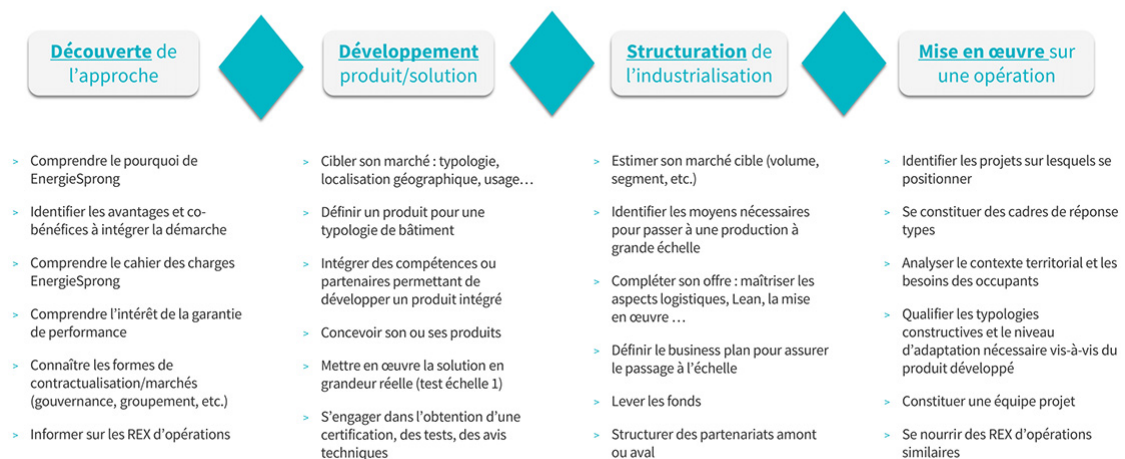 Découverte de
l'approche
Développement
produit/solution
Structuration de
l'industrialisation
Mise en œuvre sur
une opération
> Comprendre le pourquoi de
EnergieSprong
> Identifier les avantages et co-
bénéfices à intégrer la démarche
> Comprendre le cahier des charges
EnergieSprong
> Comprendre l'intérêt de la garantie
de performance
> Connaître les formes de
contractualisation/marchés
(gouvernance, groupement, etc.)
> Informer sur les REX d'opérations
> Cibler son marché : typologie,
localisation géographique, usage…
> Définir un produit pour une
typologie de bâtiment
> Intégrer des compétences ou
partenaires permettant de
développer un produit intégré
> Concevoir son ou ses produits
> Mettre en œuvre la solution en
grandeur réelle (test échelle 1)
> S'engager dans l'obtention d'une
certification, des tests, des avis
techniques
> Estimer son marché cible (volume,
segment, etc.)
> Identifier les moyens nécessaires
pour passer à une production à
grande échelle
> Compléter son offre : maîtriser les
aspects logistiques, Lean, la mise
en œuvre …
> Définir le business plan pour assurer
le passage à l'échelle
> Lever les fonds
> Structurer des partenariats amont
ou aval
> Identifier les projets sur lesquels se
positionner
> Se constituer des cadres de réponse
types
> Analyser le contexte territorial et les
besoins des occupants
> Qualifier les typologies
constructives et le niveau
d'adaptation nécessaire vis-à-vis du
produit développé
> Constituer une équipe projet
> Se nourrir des REX d'opérations
similaires